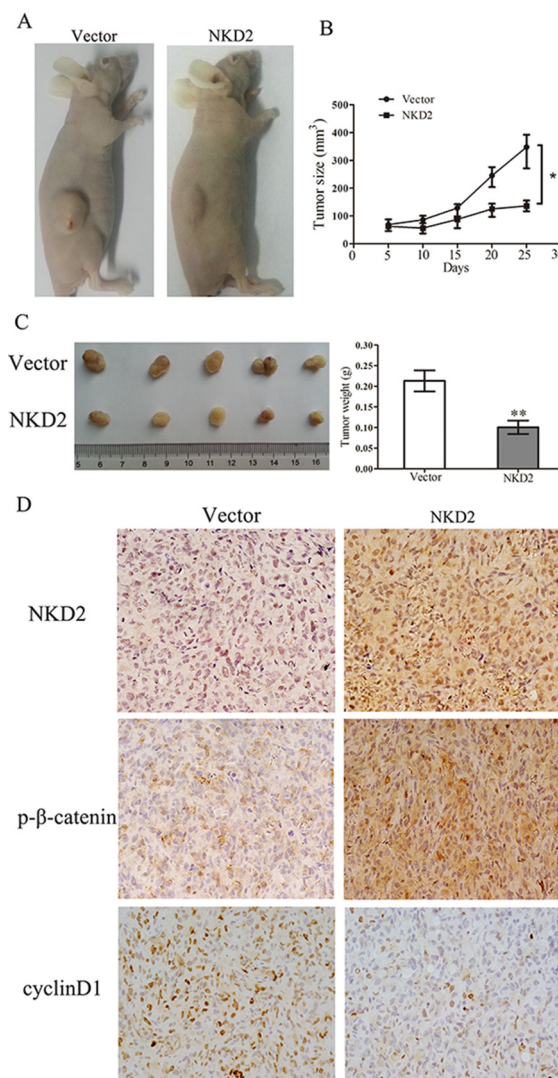 A
Vector
NKD2
B
Tumor size (mm³)
500
400
300
200
100
0
0
5
10
15
20
25
30
Days
Vector
NKD2
*
C
Vector
NKD2
5 6 7 8 9 10 11 12 13 14 15 16
Tumor weight (g)
0.30
0.25
0.20
0.15
0.10
0.05
0.00
**
Vector
NKD2
D
Vector
NKD2
NKD2
p-β-catenin
cyclinD1